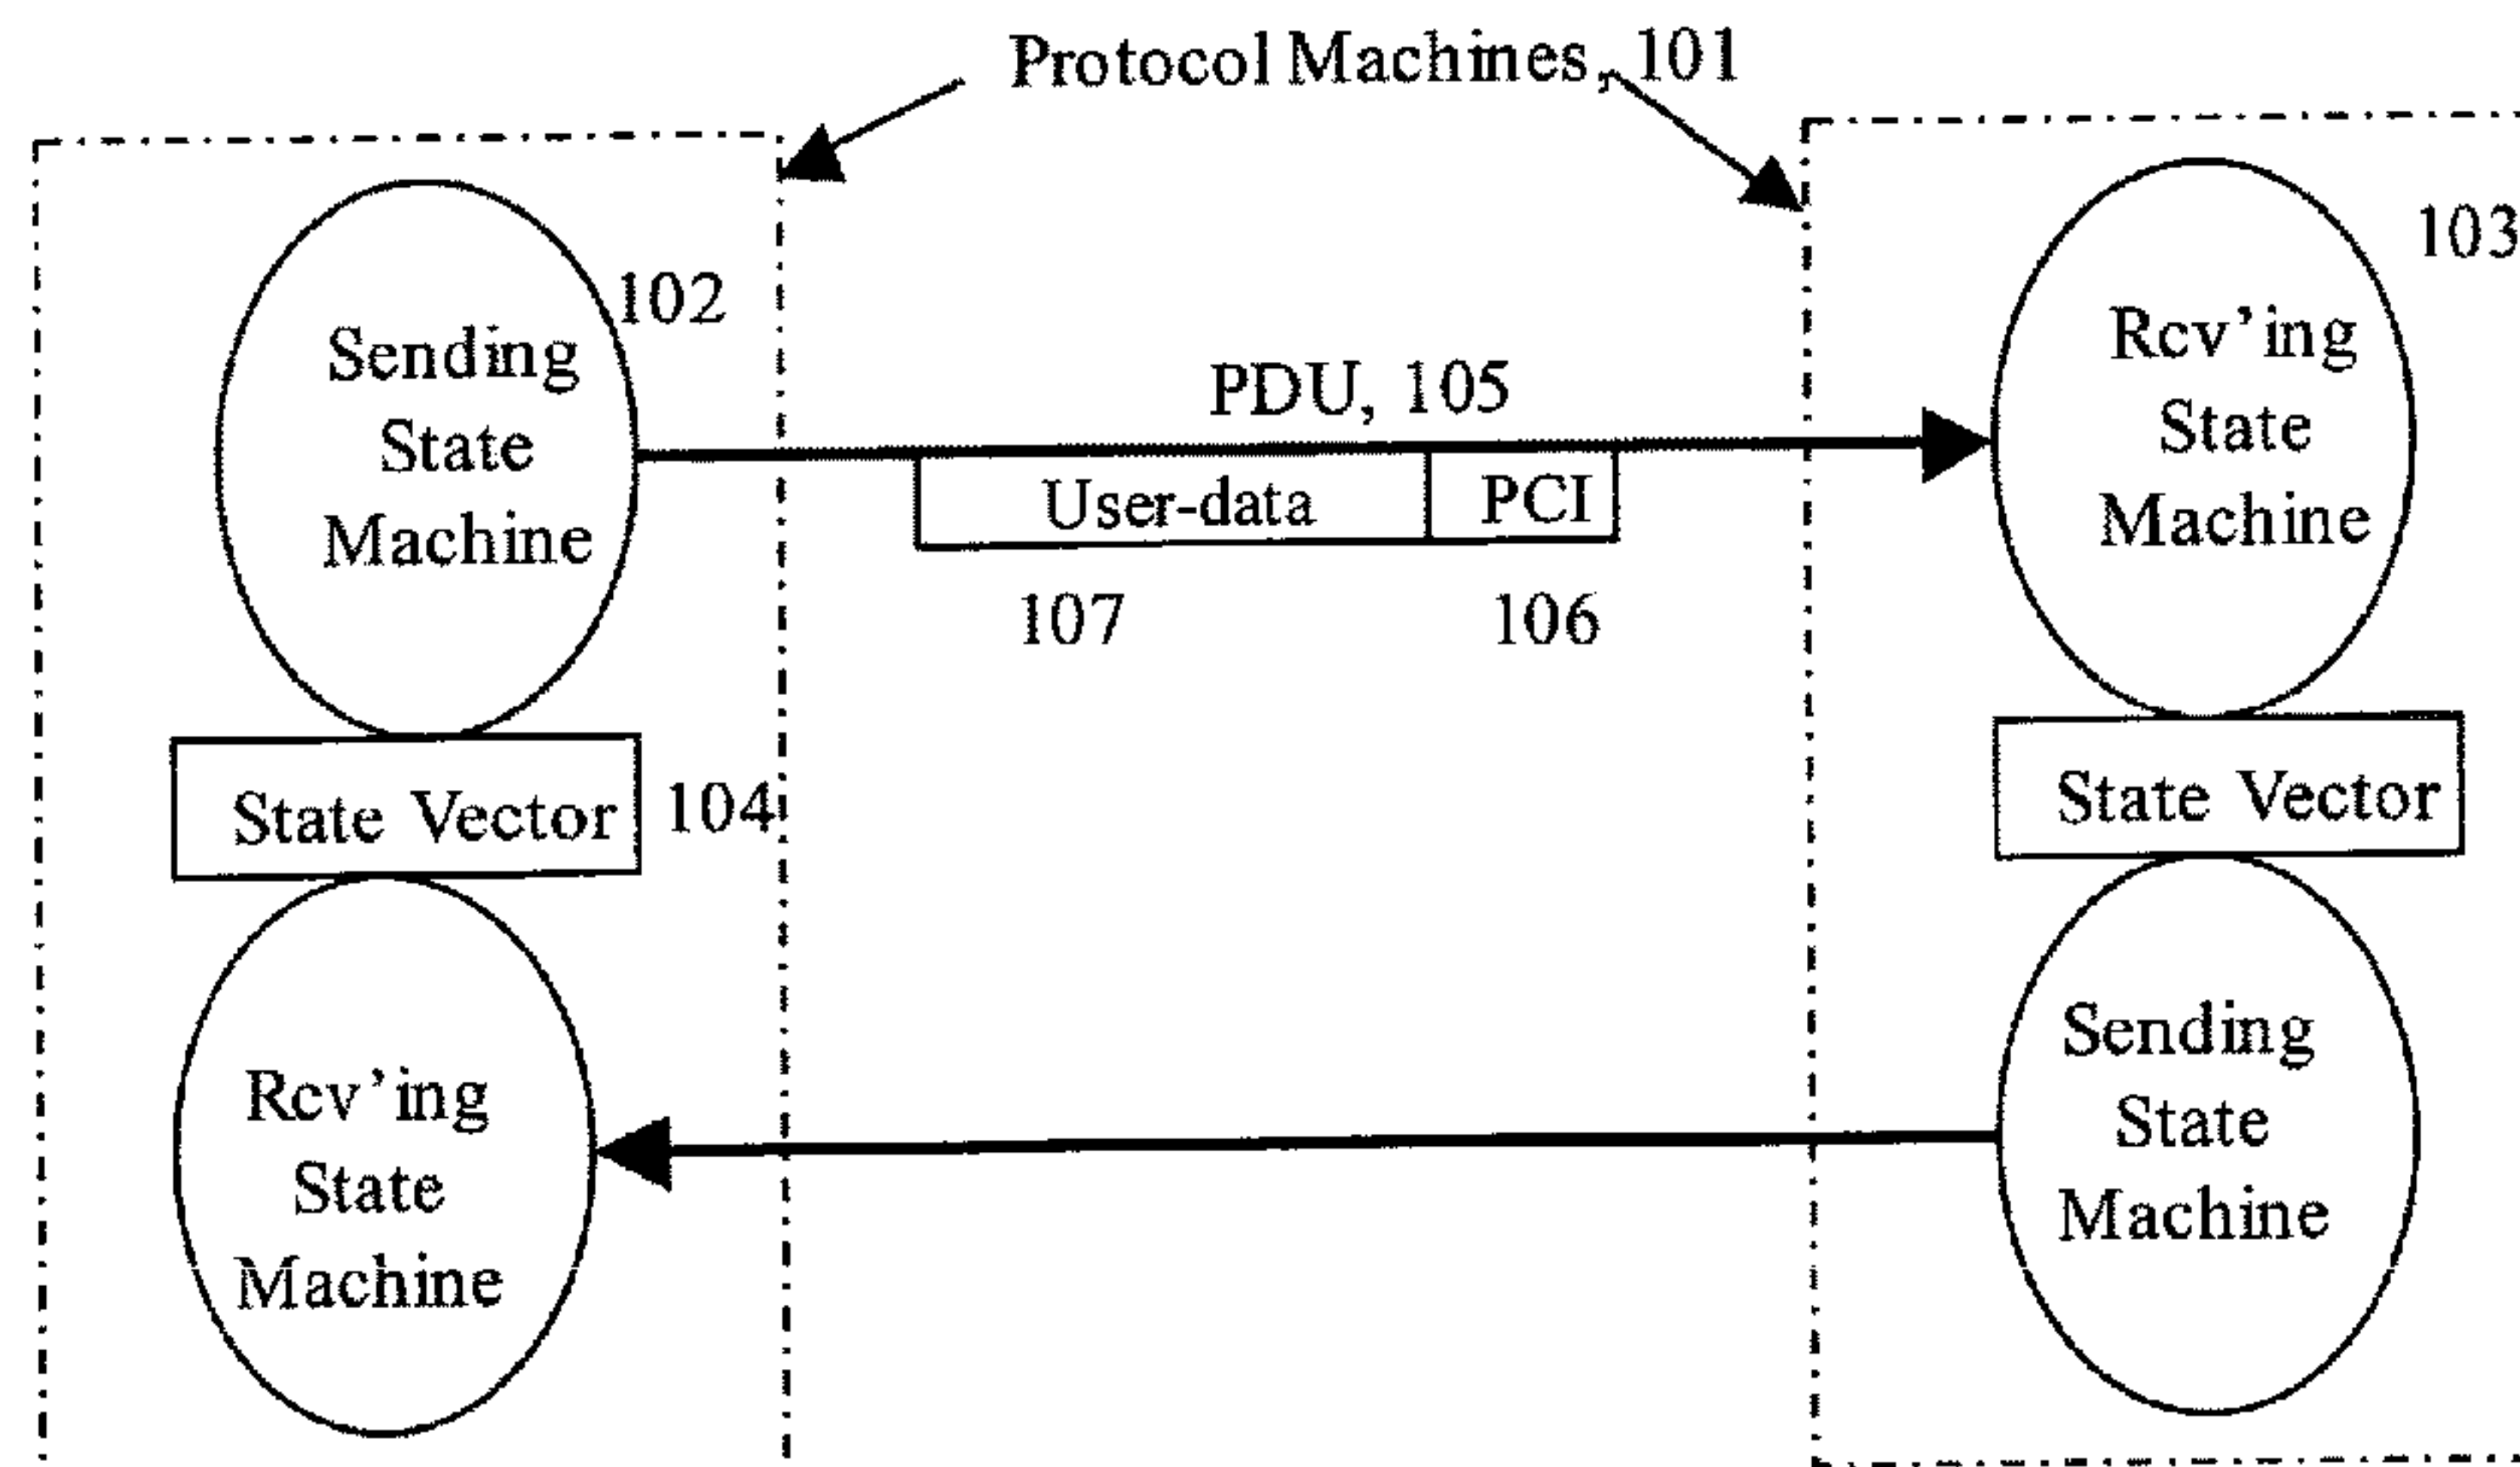 Protocol Machines, 101
102
103
Sending
State
Machine
PDU, 105
User-data
PCI
107
106
Rcv'ing
State
Machine
State Vector
104
State Vector
Rcv'ing
State
Machine
Sending
State
Machine